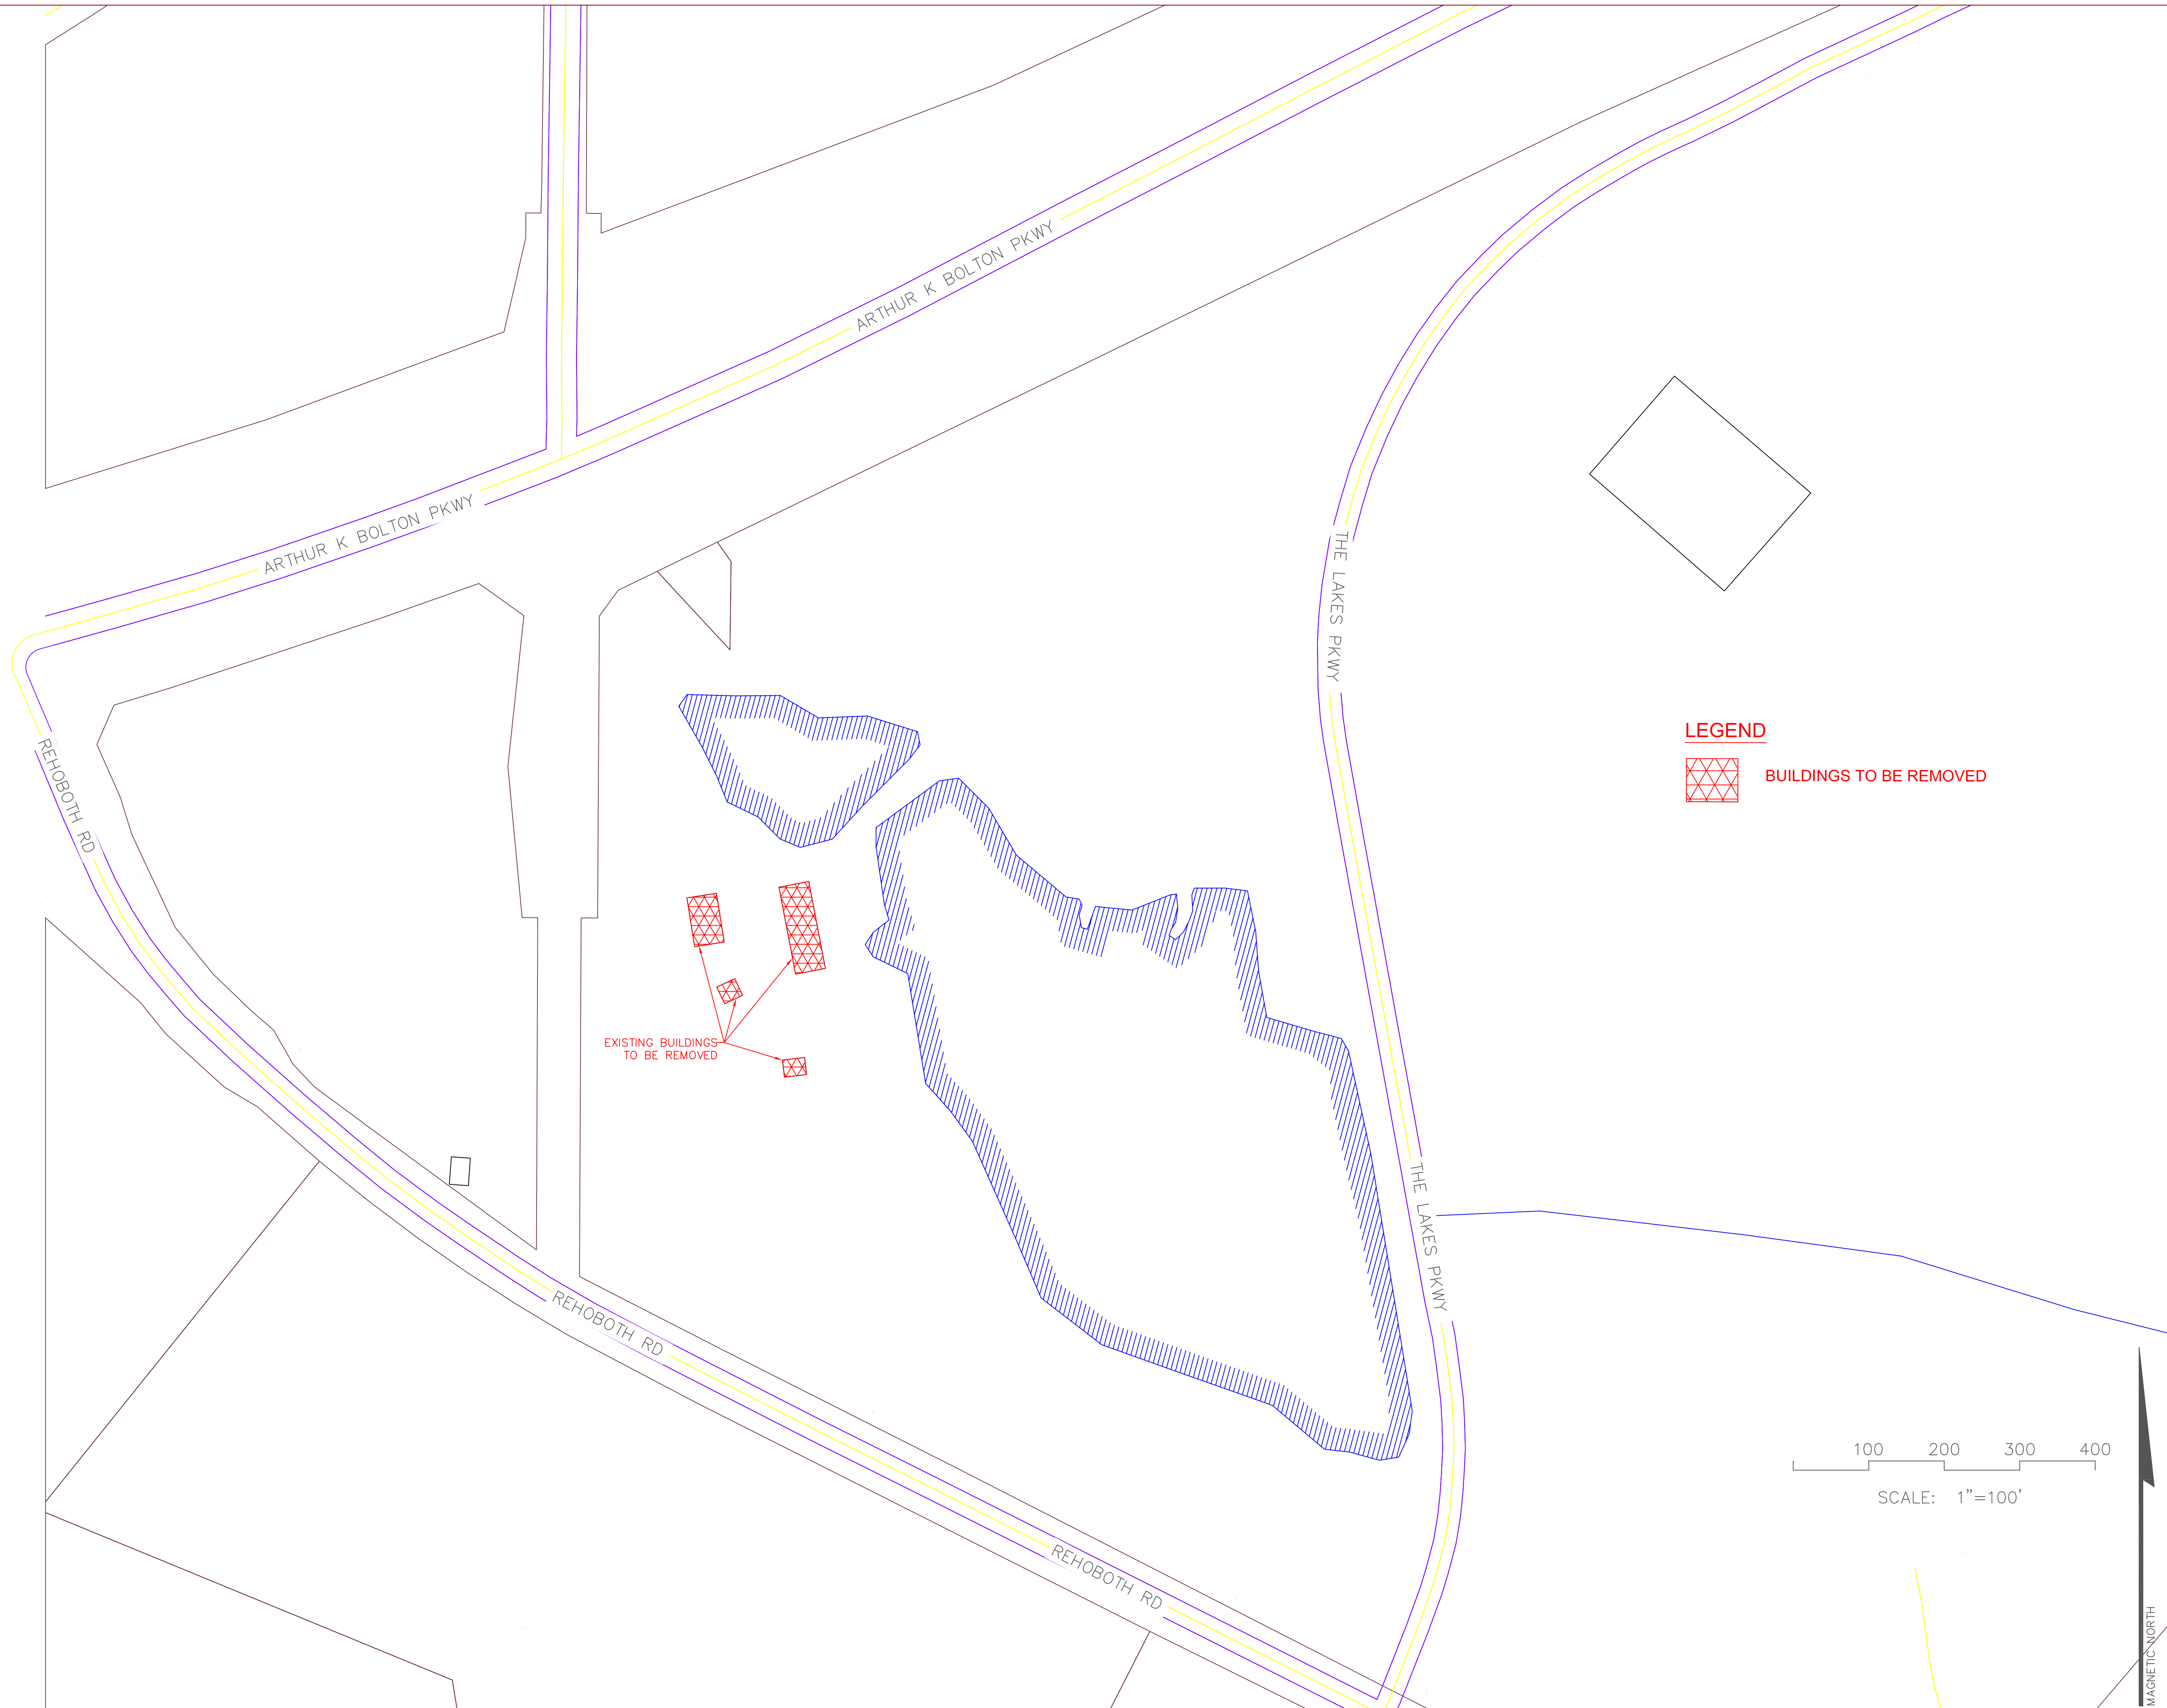 ARTHUR K BOLTON PKWY
ARTHUR K BOLTON PKWY
THE LAKES PKWY
REHOBOTH RD
LEGEND
BUILDINGS TO BE REMOVED
EXISTING BUILDINGS
TO BE REMOVED
THE LAKES PKWY
REHOBOTH RD
100 200 300 400
SCALE: 1"=100'
REHOBOTH RD
MAGNETIC NORTH